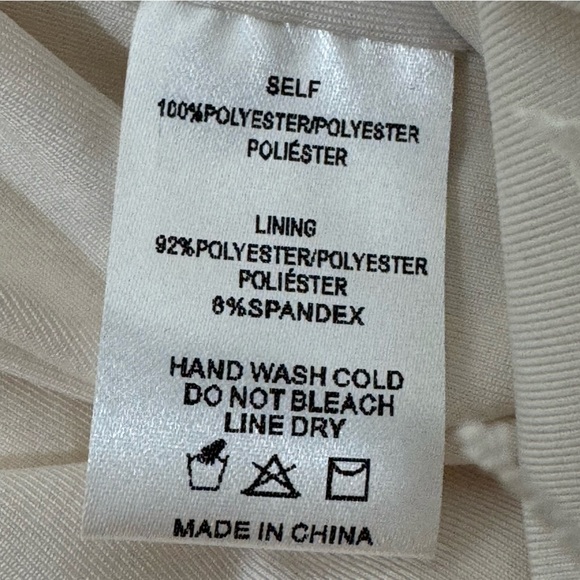 SELF
100%POLYESTER/POLYESTER
POLIÉSTER
LINING
92%POLYESTER/POLYESTER
POLIÉSTER
8%SPANDEX
HAND WASH COLD
DO NOT BLEACH
LINE DRY
MADE IN CHINA